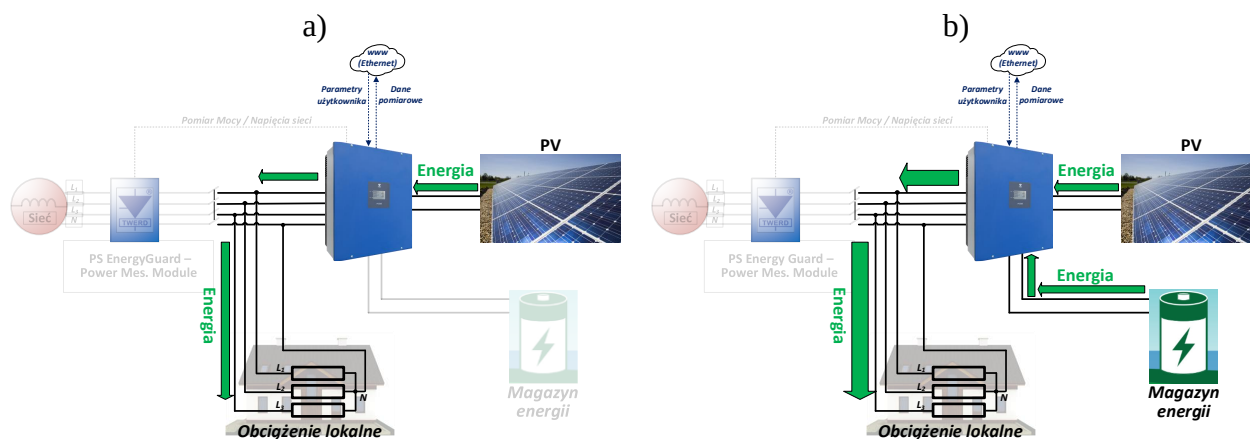 a)
www
(Ethernet)
Parametry
użytkownika
Dane
pomiarowe
Pomiar Mocy / Napięcia sieci
PV
Energia
L1
L2
L3
N
Sieć
TWERD
PS EnergyGuard –
Power Mes. Module
Energia
L1
L2
L3
N
Obciążenie lokalne
Magazyn
energii
b)
www
(Ethernet)
Parametry
użytkownika
Dane
pomiarowe
Pomiar Mocy / Napięcia sieci
PV
Energia
L1
L2
L3
N
Sieć
TWERD
PS Energy Guard –
Power Mes. Module
Energia
Energia
L1
L2
L3
N
Obciążenie lokalne
Magazyn
energii